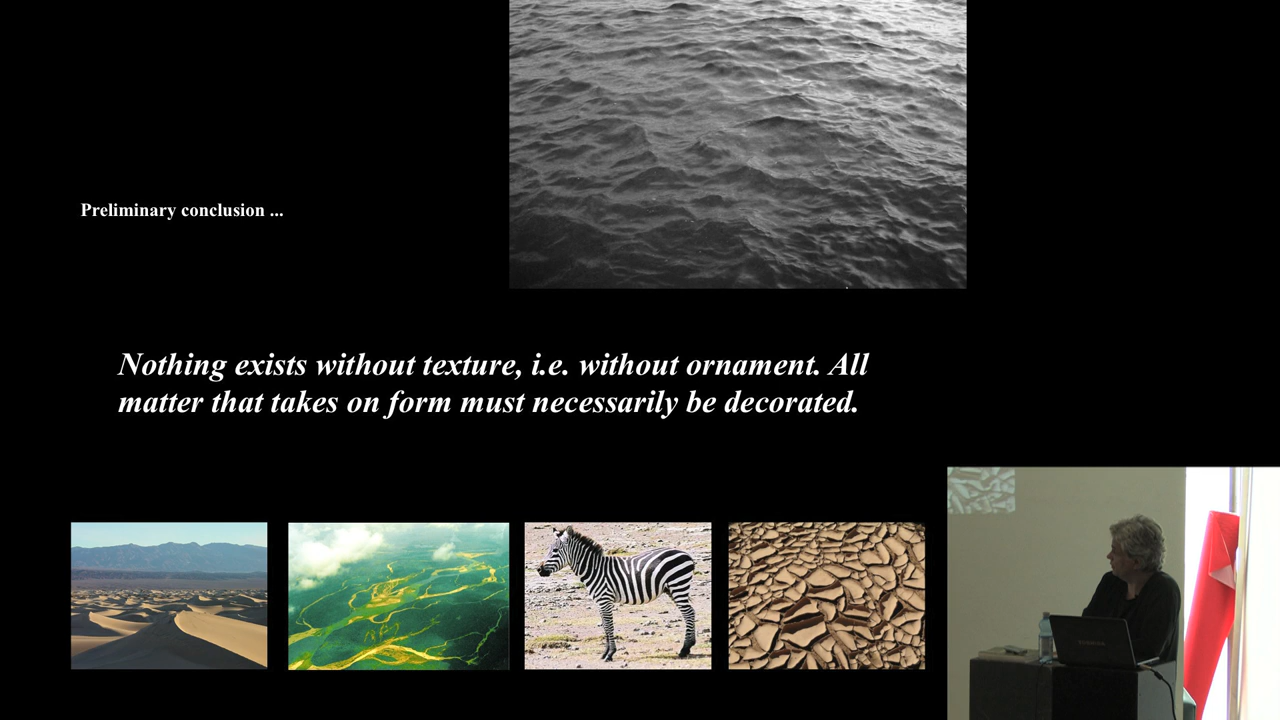 Preliminary conclusion ...
Nothing exists without texture, i.e. without ornament. All
matter that takes on form must necessarily be decorated.